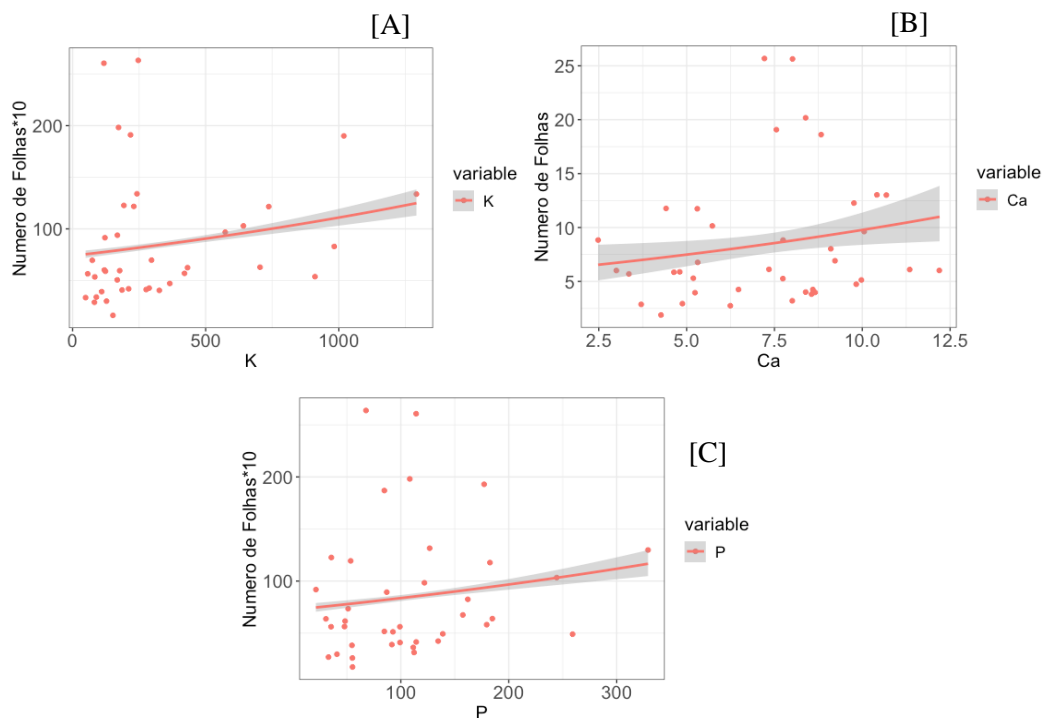 [A]
Numero de Folhas*10
200
100
0
500
1000
K
variable
K
[B]
Numero de Folhas
25
20
15
10
5
2.5
5.0
7.5
10.0
12.5
Ca
variable
Ca
[C]
Numero de Folhas*10
200
100
100
200
300
P
variable
P